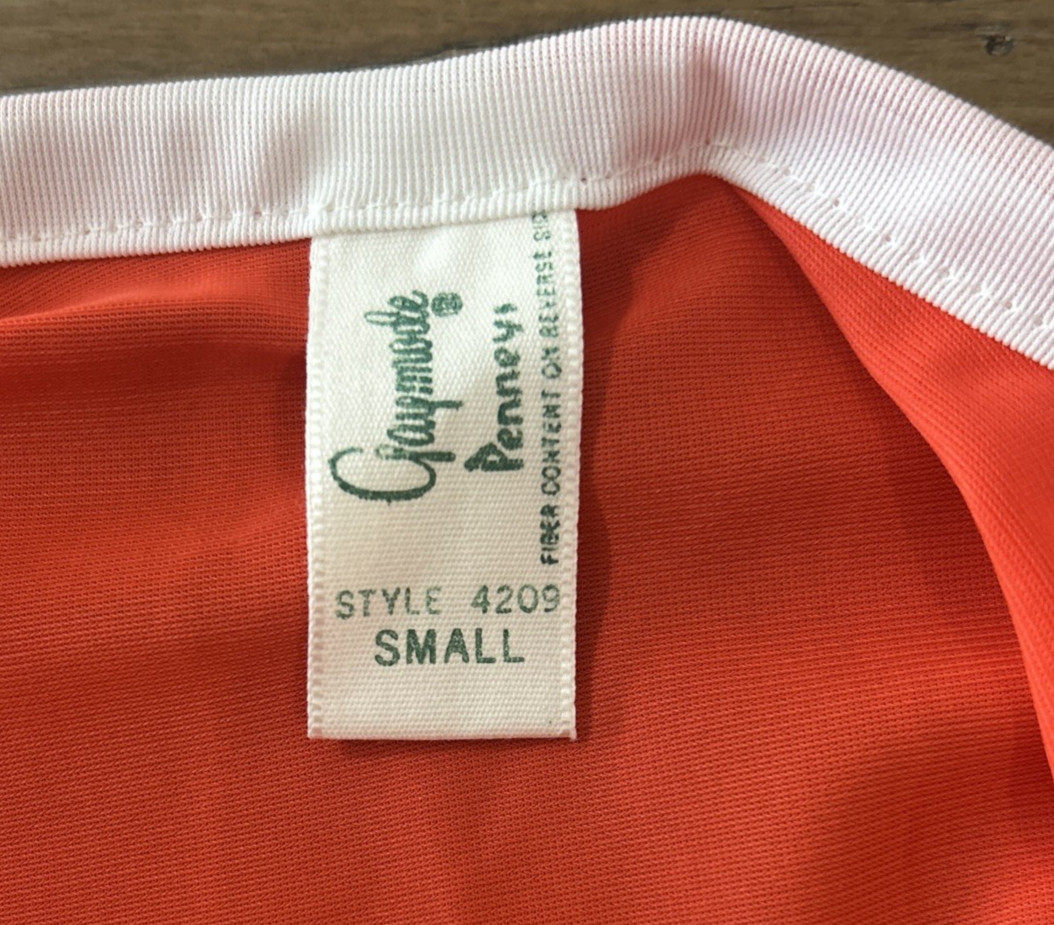 Gaymode®
Penneys
FIBER CONTENT ON REVERSE SIDE
STYLE 4209
SMALL